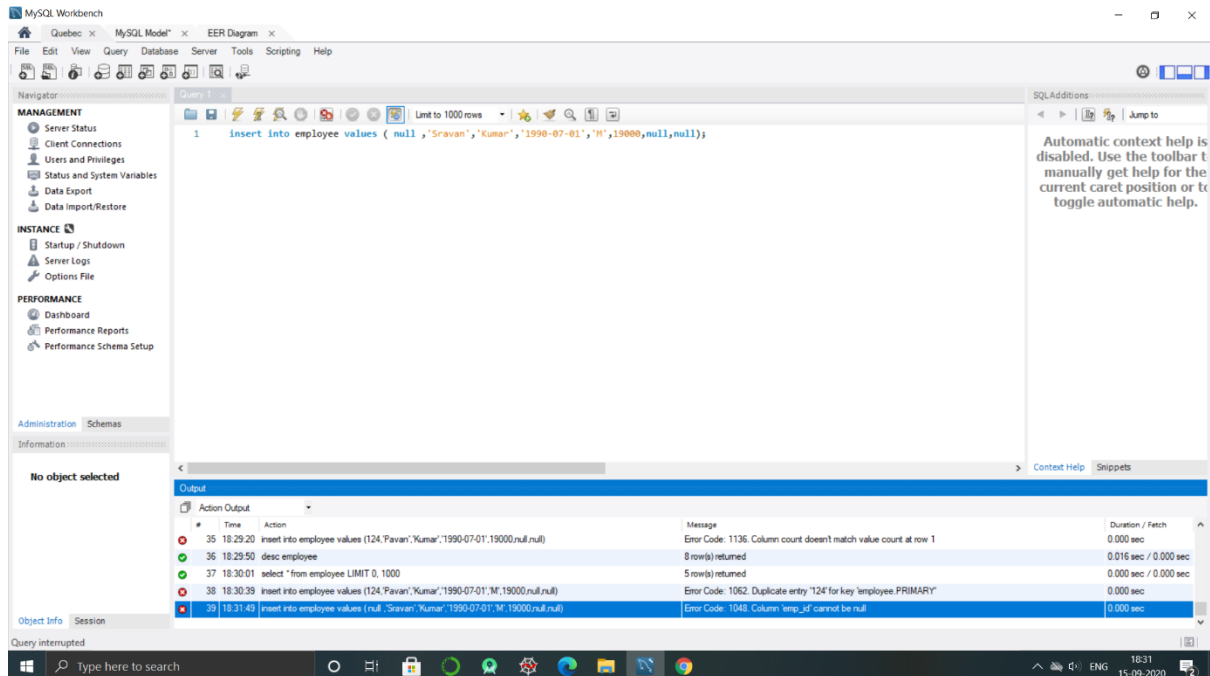 MySQL Workbench
Quebec × MySQL Model* × EER Diagram ×
File Edit View Query Database Server Tools Scripting Help
Navigator
Query 1 ×
SQLAdditions
MANAGEMENT
Server Status
Client Connections
Users and Privileges
Status and System Variables
Data Export
Data Import/Restore
INSTANCE
Startup / Shutdown
Server Logs
Options File
PERFORMANCE
Dashboard
Performance Reports
Performance Schema Setup
Administration Schemas
Information
No object selected
Object Info Session
Limit to 1000 rows
1 insert into employee values ( null ,'Sravan','Kumar','1990-07-01','M',19000,null,null);
Jump to
Automatic context help is
disabled. Use the toolbar t
manually get help for the
current caret position or to
toggle automatic help.
Context Help Snippets
Output
Action Output
# Time Action Message Duration / Fetch
35 18:29:20 insert into employee values (124,'Pavan','Kumar','1990-07-01',19000,null,null) Error Code: 1136. Column count doesn't match value count at row 1 0.000 sec
36 18:29:50 desc employee 8 row(s) returned 0.016 sec / 0.000 sec
37 18:30:01 select * from employee LIMIT 0, 1000 5 row(s) returned 0.000 sec / 0.000 sec
38 18:30:39 insert into employee values (124,'Pavan','Kumar','1990-07-01','M',19000,null,null) Error Code: 1062. Duplicate entry '124' for key 'employee.PRIMARY' 0.000 sec
39 18:31:49 insert into employee values ( null ,'Sravan','Kumar','1990-07-01','M',19000,null,null) Error Code: 1048. Column 'emp_id' cannot be null 0.000 sec
Query interrupted
Type here to search
ENG
18:31
15-09-2020
2